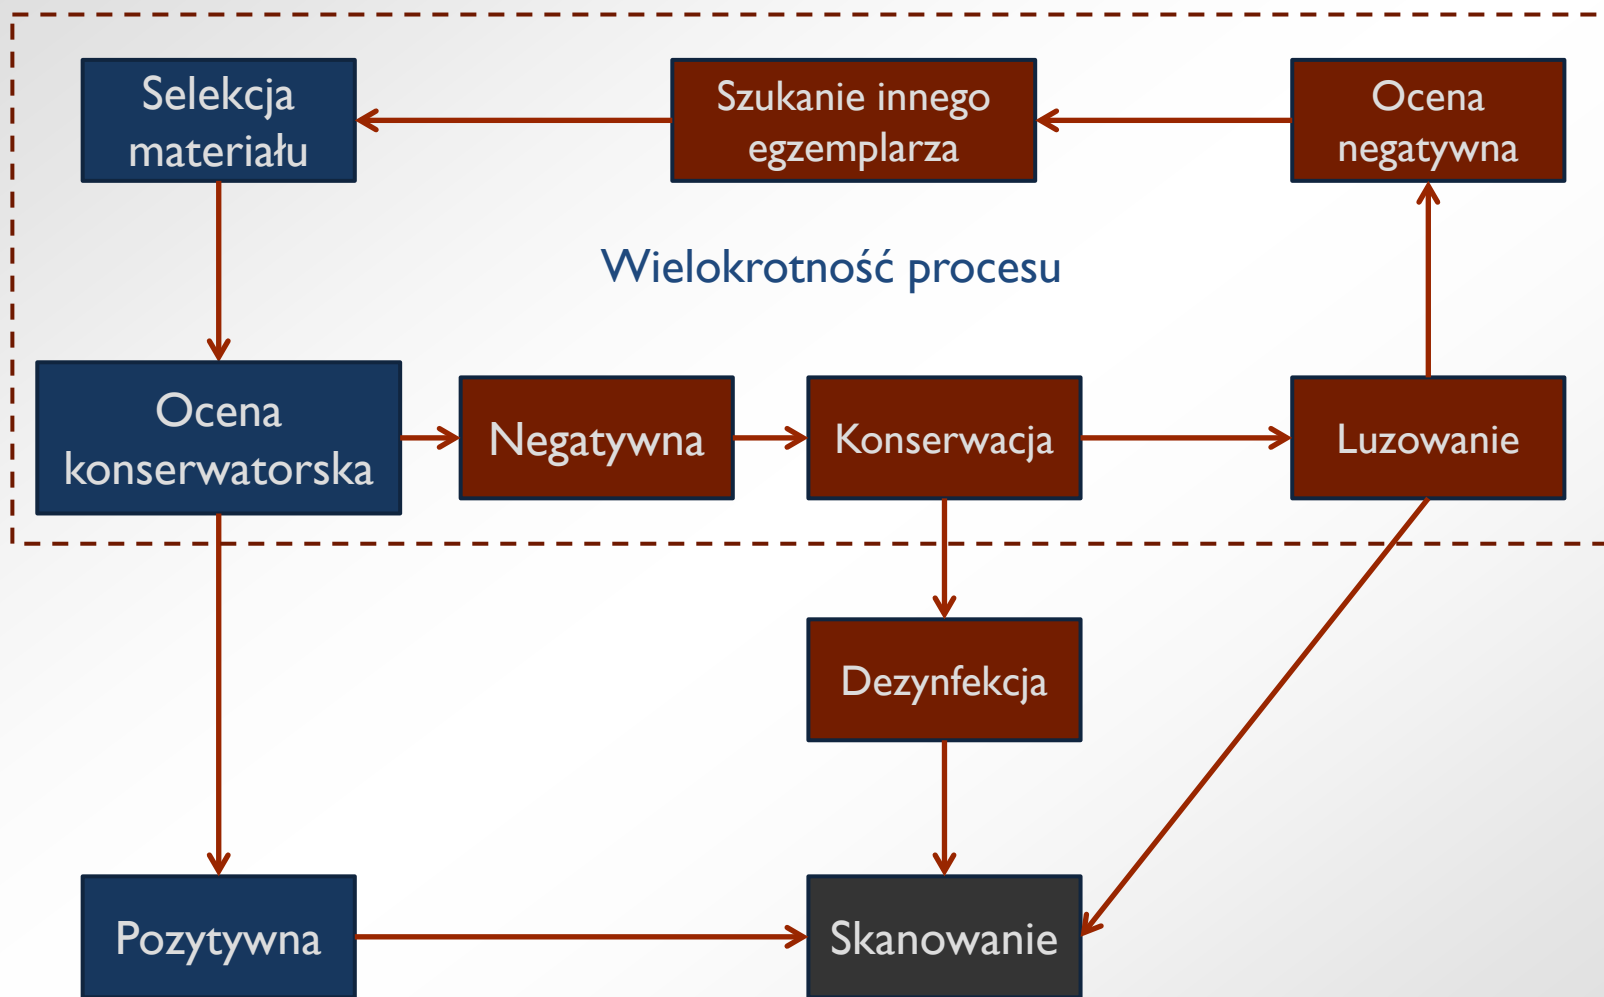 Selekcja
materiału
Szukanie innego
egzemplarza
Ocena
negatywna
Wielokrotność procesu
Ocena
konserwatorska
Negatywna
Konserwacja
Luzowanie
Dezynfekcja
Pozytywna
Skanowanie